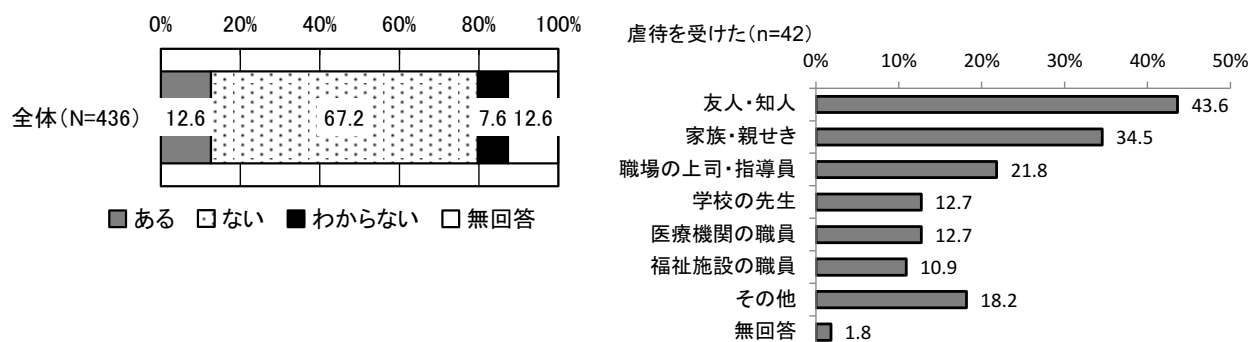 0% 20% 40% 60% 80% 100%
全体(N=436) 12.6 67.2 7.6 12.6
ある ない わからない 無回答
虐待を受けた(n=42)
0% 10% 20% 30% 40% 50%
友人・知人 43.6
家族・親せき 34.5
職場の上司・指導員 21.8
学校の先生 12.7
医療機関の職員 12.7
福祉施設の職員 10.9
その他 18.2
無回答 1.8